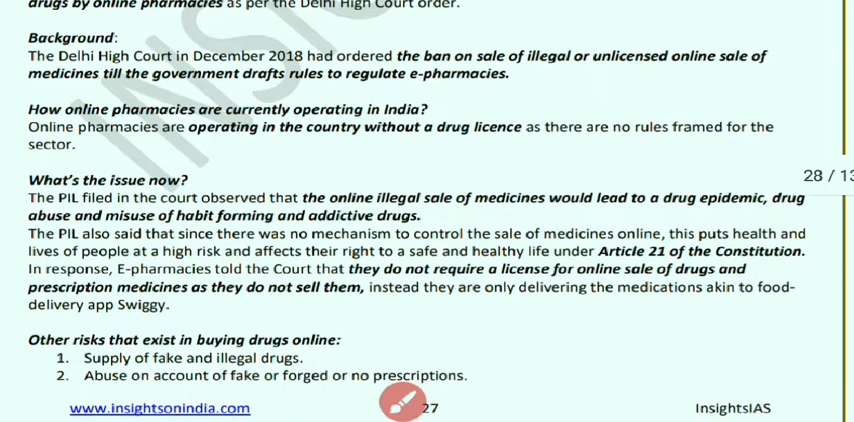 drugs by online pharmacies as per the Delhi High Court order.
Background:
The Delhi High Court in December 2018 had ordered the ban on sale of illegal or unlicensed online sale of
medicines till the government drafts rules to regulate e-pharmacies.
How online pharmacies are currently operating in India?
Online pharmacies are operating in the country without a drug licence as there are no rules framed for the
sector.
28 / 13
What's the issue now?
The PIL filed in the court observed that the online illegal sale of medicines would lead to a drug epidemic, drug
abuse and misuse of habit forming and addictive drugs.
The PIL also said that since there was no mechanism to control the sale of medicines online, this puts health and
lives of people at a high risk and affects their right to a safe and healthy life under Article 21 of the Constitution.
In response, E-pharmacies told the Court that they do not require a license for online sale of drugs and
prescription medicines as they do not sell them, instead they are only delivering the medications akin to food-
delivery app Swiggy.
Other risks that exist in buying drugs online:
1. Supply of fake and illegal drugs.
2. Abuse on account of fake or forged or no prescriptions.
www.insightsonindia.com 27 InsightsIAS